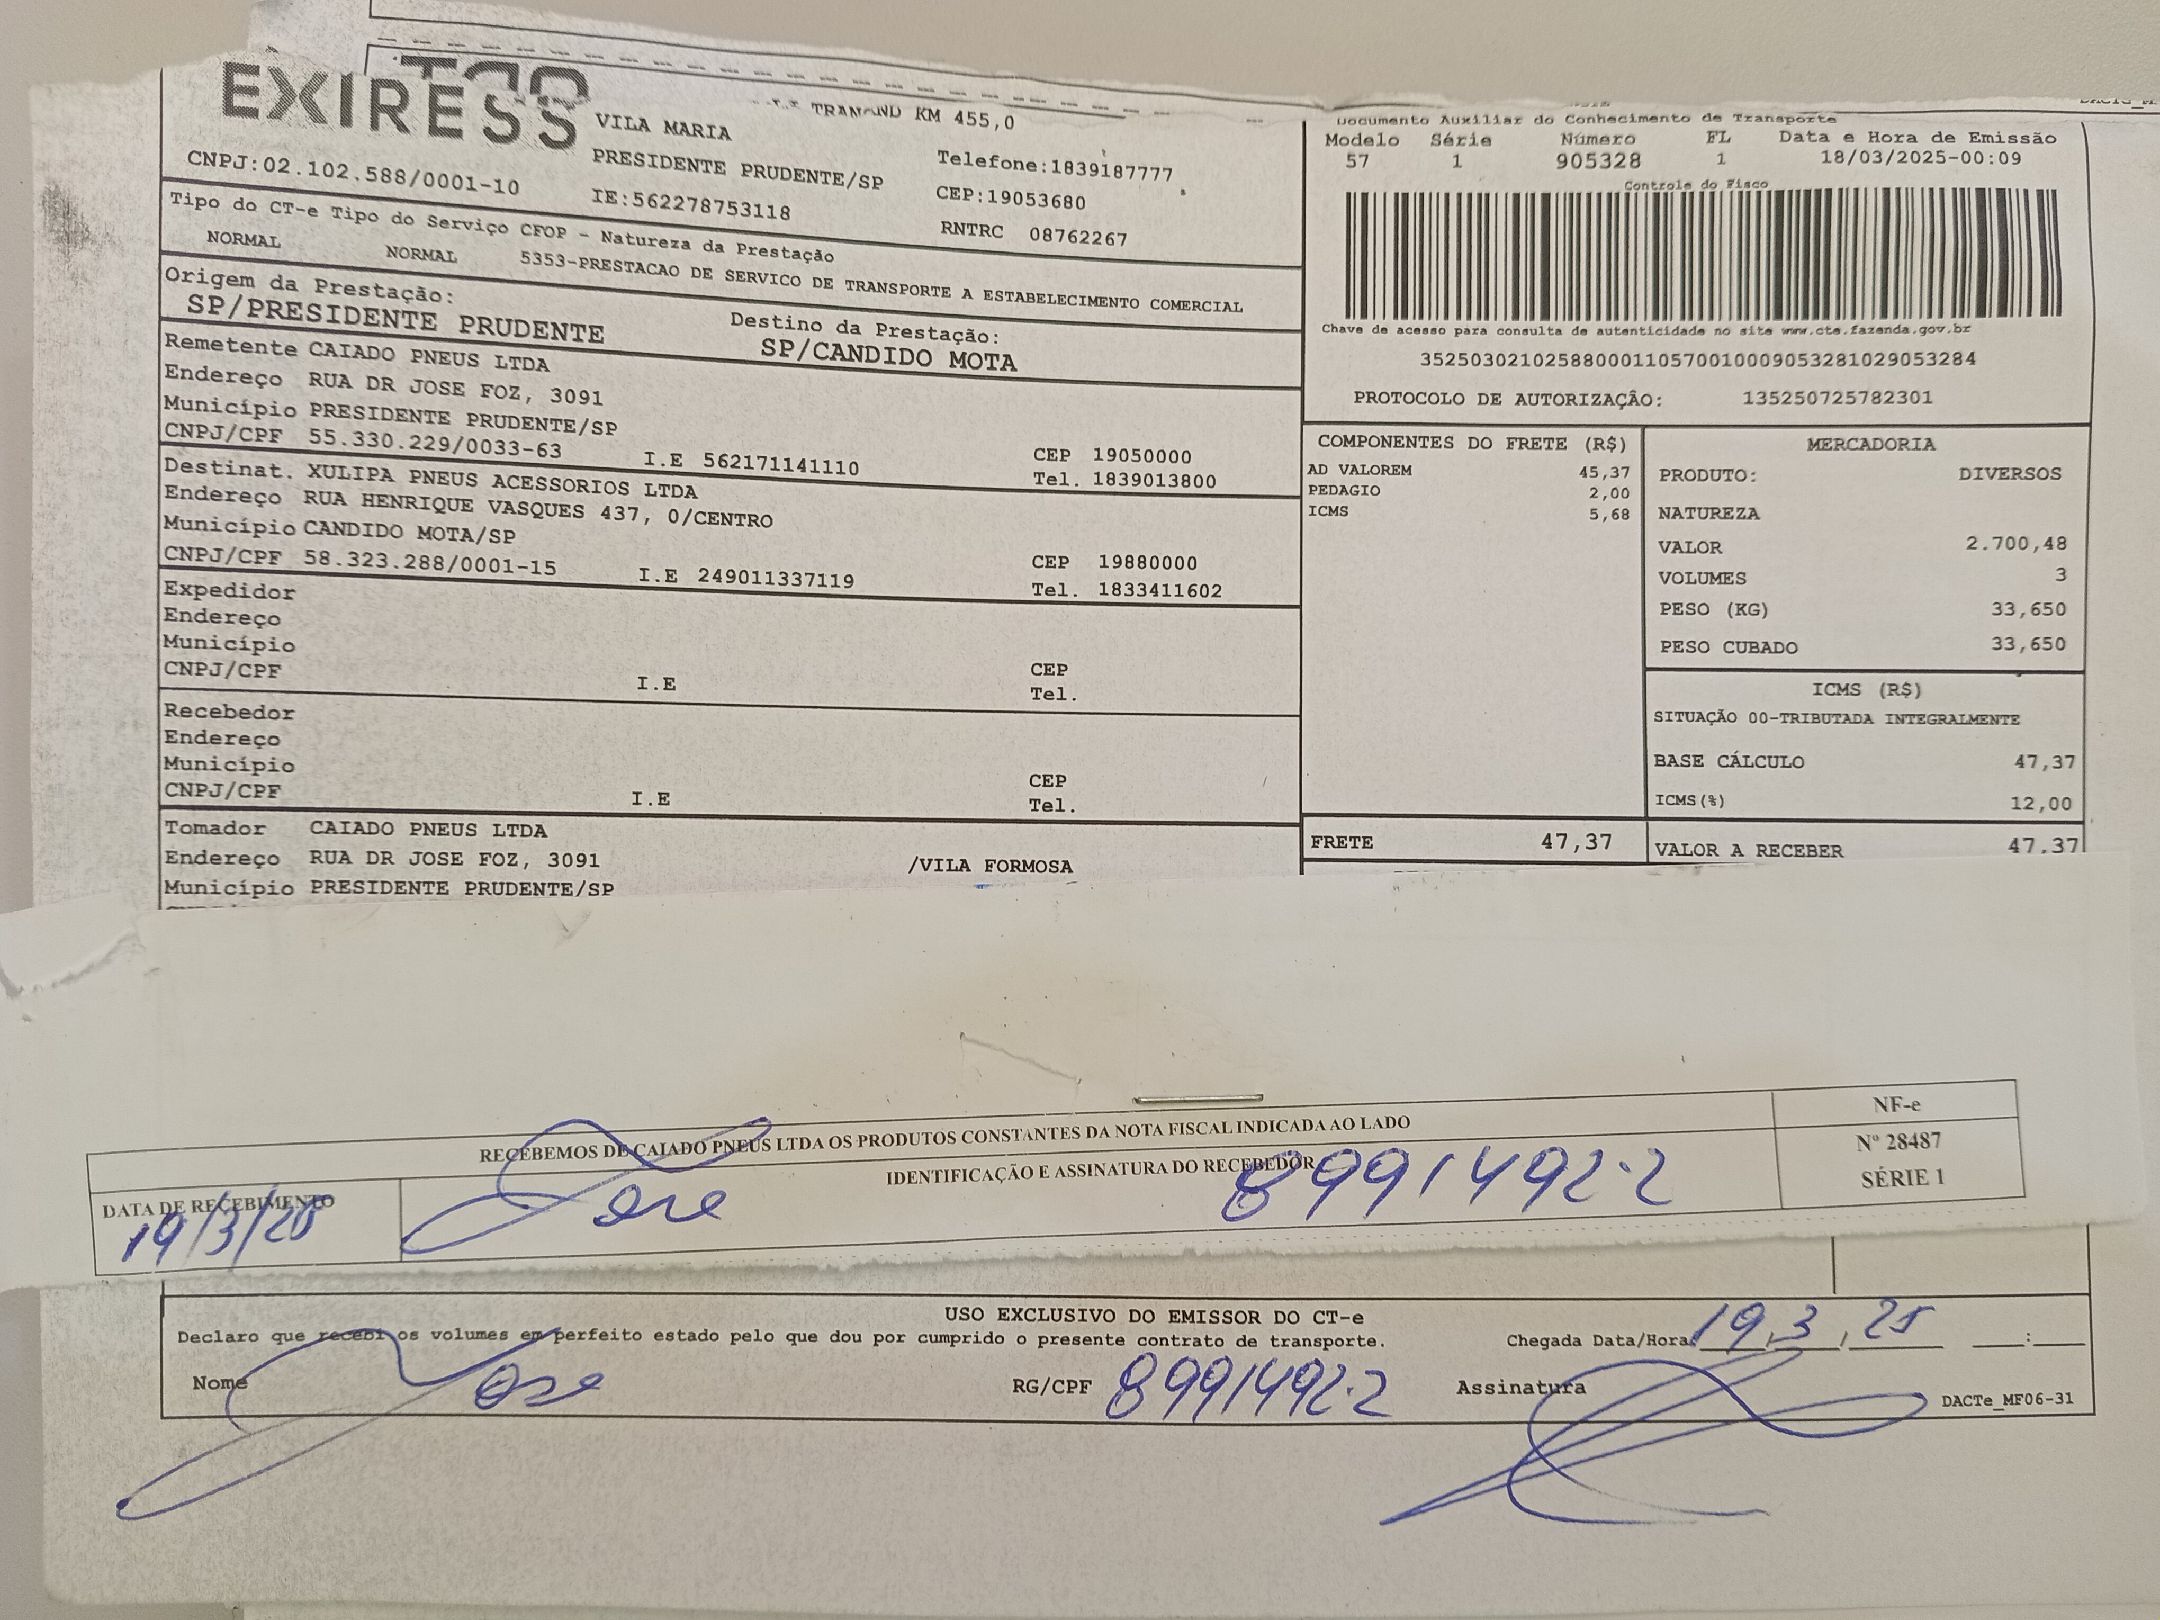 EXIRESS
KM 455,0
VILA MARIA
CNPJ:02.102.588/0001-10 PRESIDENTE PRUDENTE/SP Telefone:1839187777
IE:562278753118 CEP:19053680
RNTRC 08762267
Tipo do CT-e Tipo do Serviço CFOP - Natureza da Prestação
NORMAL NORMAL 5353-PRESTACAO DE SERVICO DE TRANSPORTE A ESTABELECIMENTO COMERCIAL
Origem da Prestação: Destino da Prestação:
SP/PRESIDENTE PRUDENTE SP/CANDIDO MOTA
Remetente CAIADO PNEUS LTDA
Endereço RUA DR JOSE FOZ, 3091
Município PRESIDENTE PRUDENTE/SP CEP 19050000
CNPJ/CPF 55.330.229/0033-63 I.E 562171141110 Tel. 1839013800
Destinat. XULIPA PNEUS ACESSORIOS LTDA
Endereço RUA HENRIQUE VASQUES 437, 0/CENTRO
Município CANDIDO MOTA/SP CEP 19880000
CNPJ/CPF 58.323.288/0001-15 I.E 249011337119 Tel. 1833411602
Expedidor
Endereço
Município CEP
CNPJ/CPF I.E Tel.
Recebedor
Endereço
Município CEP
CNPJ/CPF I.E Tel.
Tomador CAIADO PNEUS LTDA
Endereço RUA DR JOSE FOZ, 3091 /VILA FORMOSA
Município PRESIDENTE PRUDENTE/SP
Documento Auxiliar do Conhecimento de Transporte
Modelo Série Número FL Data e Hora de Emissão
57 1 905328 1 18/03/2025-00:09
Controle do Fisco
Chave de acesso para consulta de autenticidade no site www.cte.fazenda.gov.br
35250302102588000110570010009053281029053284
PROTOCOLO DE AUTORIZAÇÃO: 135250725782301
COMPONENTES DO FRETE (R$)
AD VALOREM 45,37
PEDAGIO 2,00
ICMS 5,68
FRETE 47,37
MERCADORIA
PRODUTO: DIVERSOS
NATUREZA
VALOR 2.700,48
VOLUMES 3
PESO (KG) 33,650
PESO CUBADO 33,650
ICMS (R$)
SITUAÇÃO 00-TRIBUTADA INTEGRALMENTE
BASE CÁLCULO 47,37
ICMS(%) 12,00
VALOR A RECEBER 47,37
RECEBEMOS DE CAIADO PNEUS LTDA OS PRODUTOS CONSTANTES DA NOTA FISCAL INDICADA AO LADO
NF-e
Nº 28487
SÉRIE 1
DATA DE RECEBIMENTO IDENTIFICAÇÃO E ASSINATURA DO RECEBEDOR
19/3/25 Jose 8991492-2
USO EXCLUSIVO DO EMISSOR DO CT-e
Declaro que recebi os volumes em perfeito estado pelo que dou por cumprido o presente contrato de transporte. Chegada Data/Hora 19,3,25 :
Nome Jose RG/CPF 8991492-2 Assinatura
DACTe_MF06-31